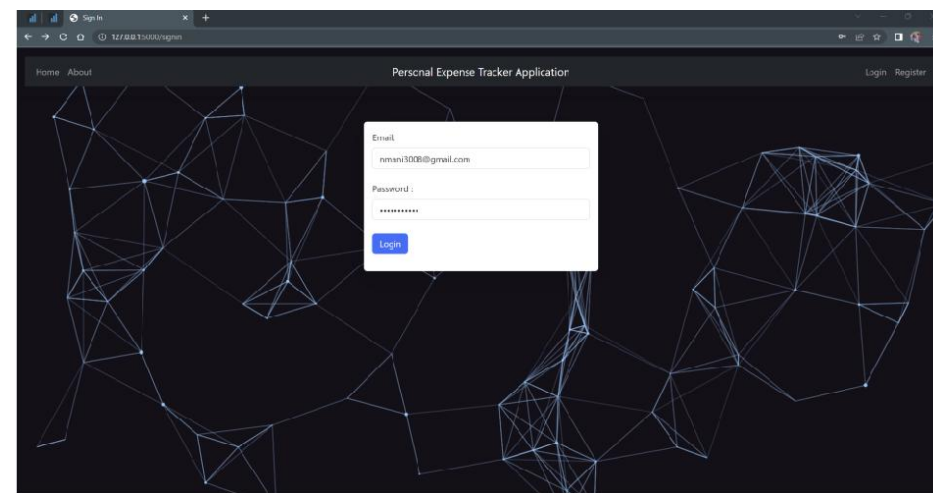 Sign In
127.0.0.1:5000/signin
Home About
Personal Expense Tracker Application
Login Register
Email
nmani3008@gmail.com
Password :
Login